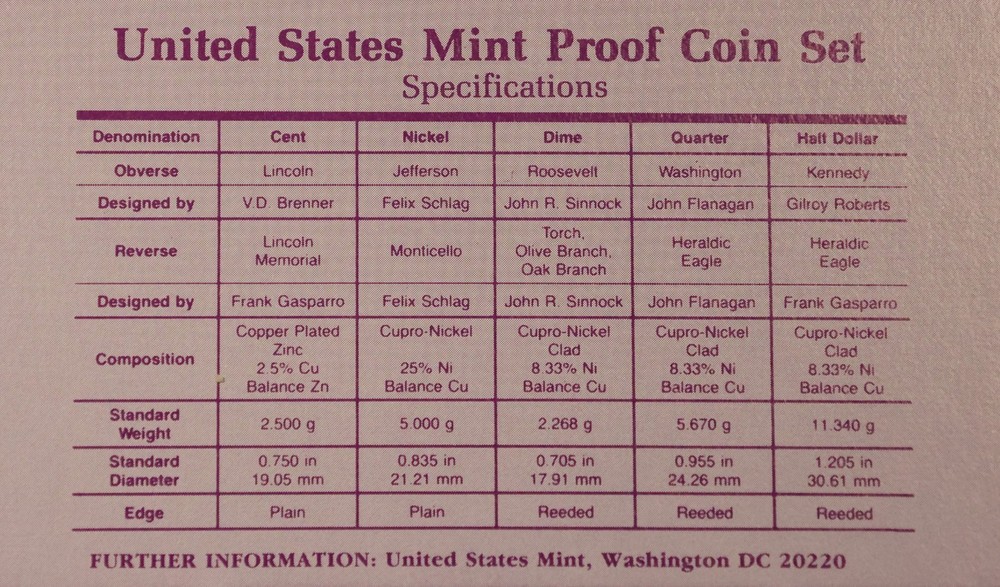 United States Mint Proof Coin Set
Specifications
Denomination Cent Nickel Dime Quarter Half Dollar
Obverse Lincoln Jefferson Roosevelt Washington Kennedy
Designed by V.D. Brenner Felix Schlag John R. Sinnock John Flanagan Gilroy Roberts
Reverse Lincoln Memorial Monticello Torch, Olive Branch, Oak Branch Heraldic Eagle Heraldic Eagle
Designed by Frank Gasparro Felix Schlag John R. Sinnock John Flanagan Frank Gasparro
Composition Copper Plated Zinc 2.5% Cu Balance Zn Cupro-Nickel 25% Ni Balance Cu Cupro-Nickel Clad 8.33% Ni Balance Cu Cupro-Nickel Clad 8.33% Ni Balance Cu Cupro-Nickel Clad 8.33% Ni Balance Cu
Standard Weight 2.500 g 5.000 g 2.268 g 5.670 g 11.340 g
Standard Diameter 0.750 in 19.05 mm 0.835 in 21.21 mm 0.705 in 17.91 mm 0.955 in 24.26 mm 1.205 in 30.61 mm
Edge Plain Plain Reeded Reeded Reeded
FURTHER INFORMATION: United States Mint, Washington DC 20220